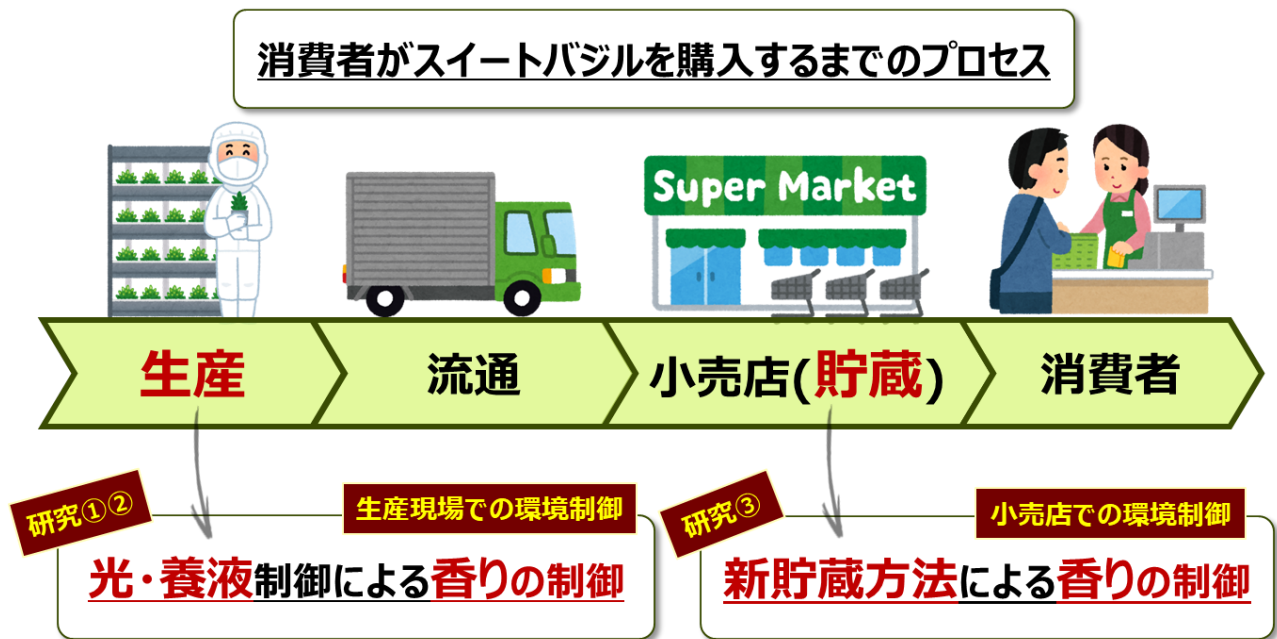 消費者がスイートバジルを購入するまでのプロセス
Super Market
生産
流通
小売店(貯蔵)
消費者
研究①②
生産現場での環境制御
光・養液制御による香りの制御
研究③
小売店での環境制御
新貯蔵方法による香りの制御